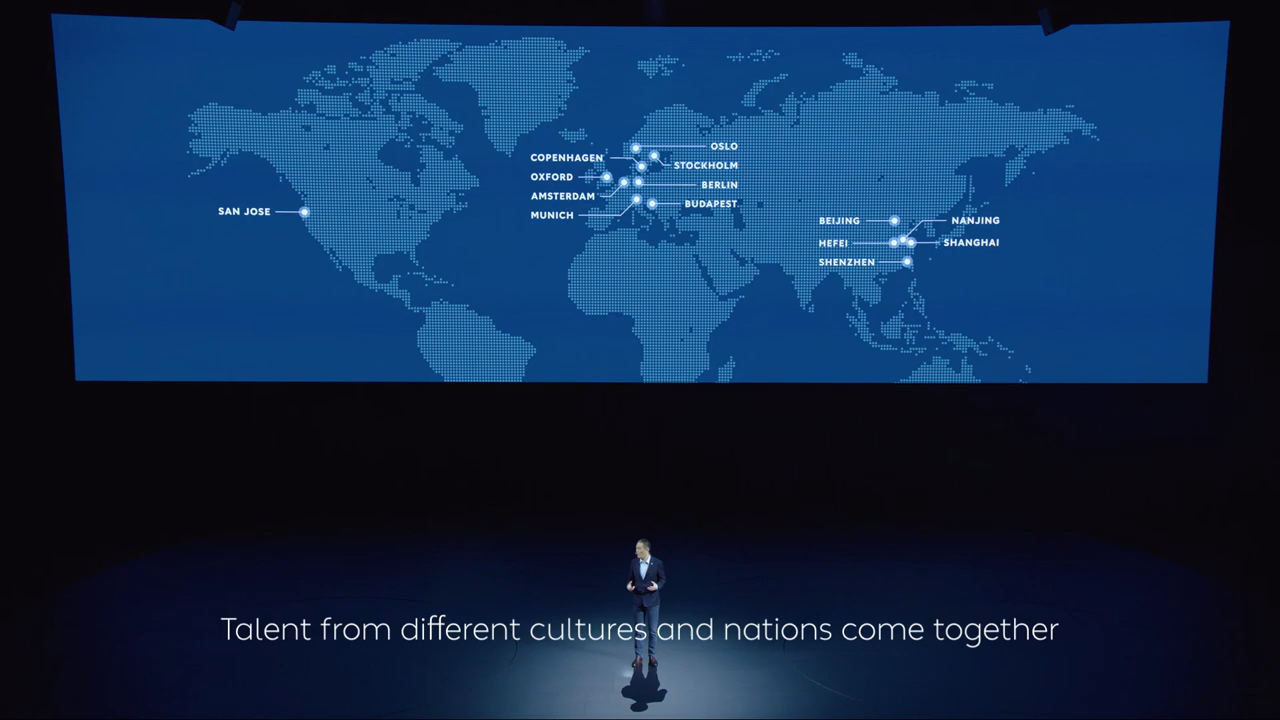 OSLO
COPENHAGEN
STOCKHOLM
OXFORD
BERLIN
AMSTERDAM
BUDAPEST
MUNICH
SAN JOSE
BEIJING
NANJING
HEFEI
SHANGHAI
SHENZHEN
Talent from different cultures and nations come together